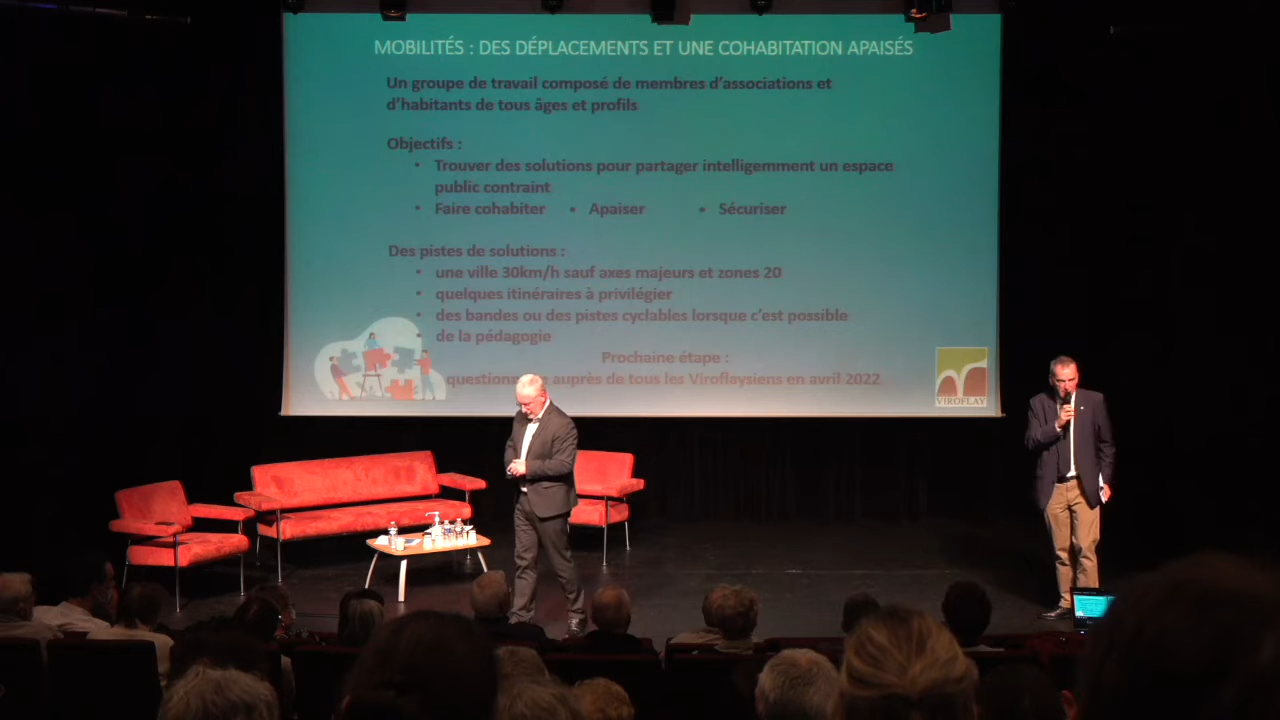 MOBILITÉS : DES DÉPLACEMENTS ET UNE COHABITATION APAISÉS
Un groupe de travail composé de membres d'associations et
d'habitants de tous âges et profils
Objectifs :
• Trouver des solutions pour partager intelligemment un espace
public contraint
• Faire cohabiter • Apaiser • Sécuriser
Des pistes de solutions :
• une ville 30km/h sauf axes majeurs et zones 20
• quelques itinéraires à privilégier
• des bandes ou des pistes cyclables lorsque c'est possible
de la pédagogie
Prochaine étape :
auprès de tous les Viroflaysiens en avril 2022
VIROFLAY